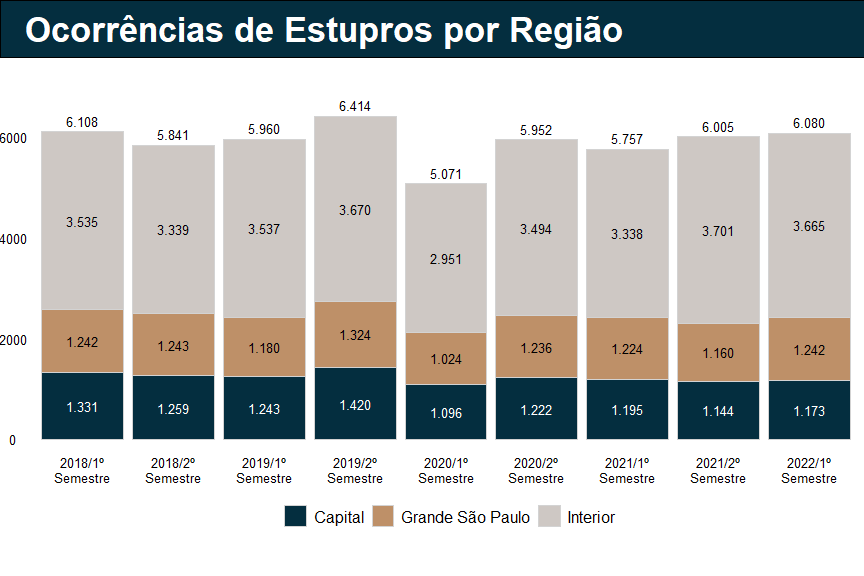 Ocorrências de Estupros por Região
6.108 5.841 5.960 6.414 5.071 5.952 5.757 6.005 6.080
6000
3.535 3.339 3.537 3.670 2.951 3.494 3.338 3.701 3.665
4000
1.242 1.243 1.180 1.324 1.024 1.236 1.224 1.160 1.242
2000
1.331 1.259 1.243 1.420 1.096 1.222 1.195 1.144 1.173
0
2018/1º 2018/2º 2019/1º 2019/2º 2020/1º 2020/2º 2021/1º 2021/2º 2022/1º
Semestre Semestre Semestre Semestre Semestre Semestre Semestre Semestre Semestre
Capital Grande São Paulo Interior